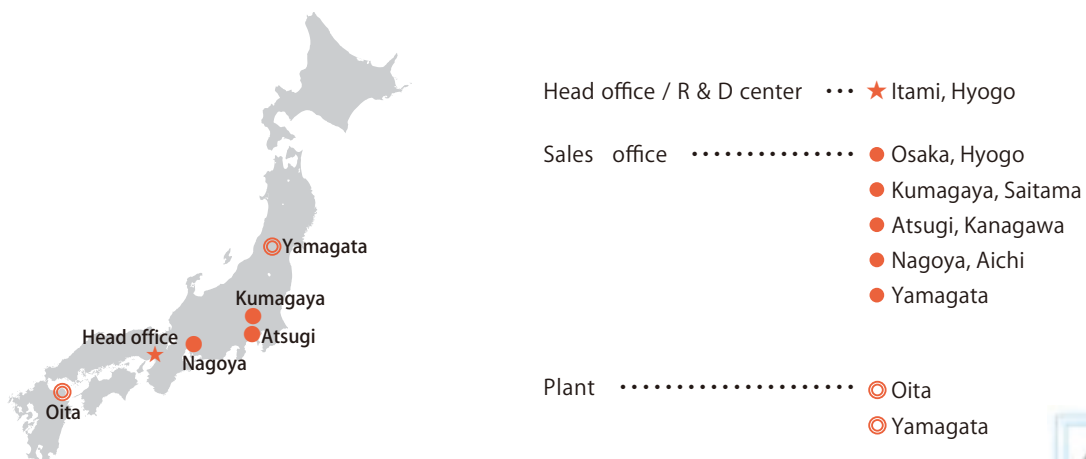 Yamagata
Kumagaya
Atsugi
Head office
Nagoya
Oita
Head office / R & D center ••• ★ Itami, Hyogo
Sales office ••••••••••••••• ● Osaka, Hyogo
● Kumagaya, Saitama
● Atsugi, Kanagawa
● Nagoya, Aichi
● Yamagata
Plant ••••••••••••••••••••• ◎ Oita
◎ Yamagata